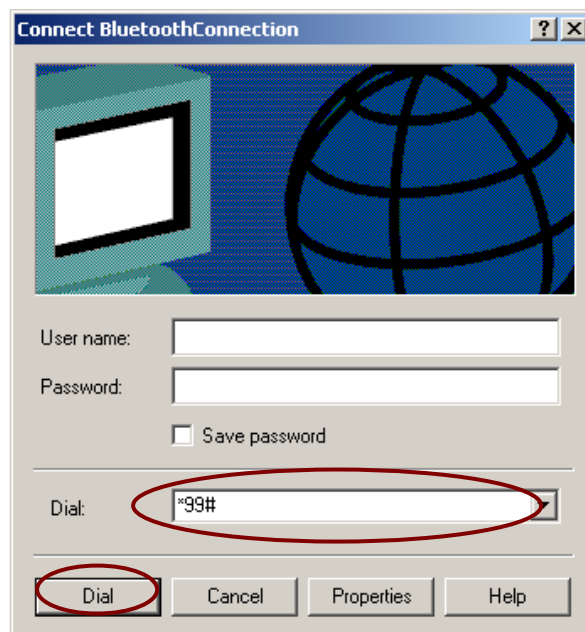 Connect BluetoothConnection
User name:
Password:
Save password
Dial: *99#
Dial Cancel Properties Help